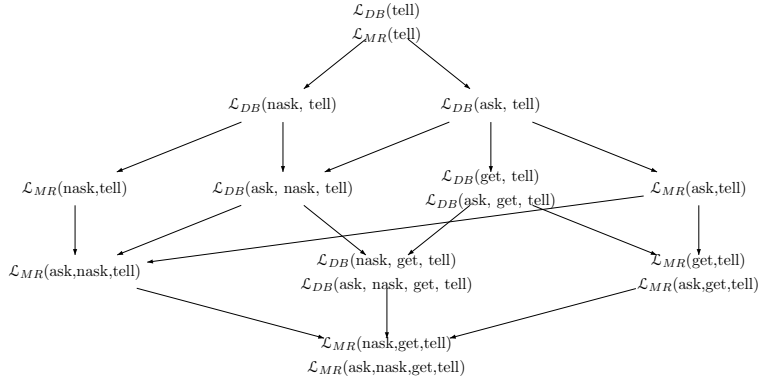 ℒ_DB(tell)
ℒ_MR(tell)
ℒ_DB(nask, tell)
ℒ_DB(ask, tell)
ℒ_MR(nask,tell)
ℒ_DB(ask, nask, tell)
ℒ_DB(get, tell)
ℒ_DB(ask, get, tell)
ℒ_MR(ask,tell)
ℒ_MR(ask,nask,tell)
ℒ_DB(nask, get, tell)
ℒ_DB(ask, nask, get, tell)
ℒ_MR(get,tell)
ℒ_MR(ask,get,tell)
ℒ_MR(nask,get,tell)
ℒ_MR(ask,nask,get,tell)